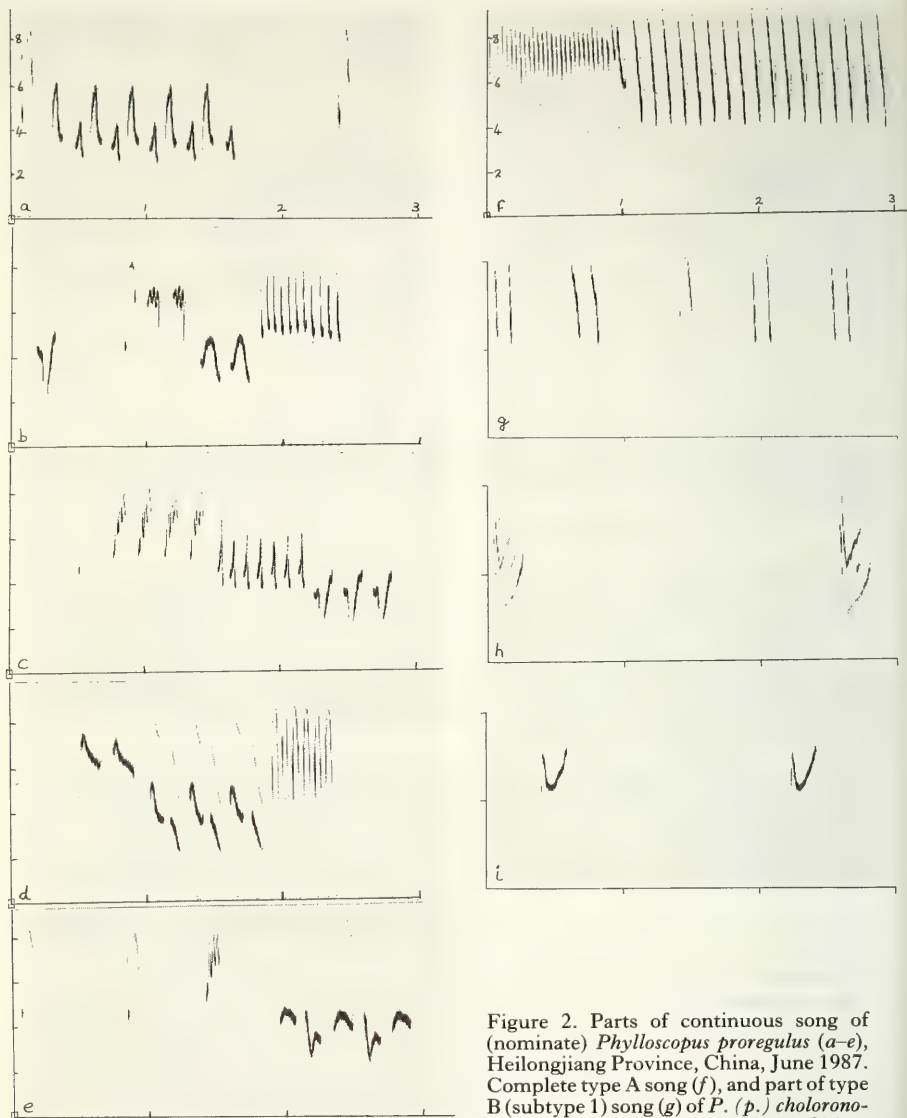 8
6
4
2
a
1
2
3
b
c
d
e
8
6
4
2
f
1
2
3
g
h
i
Figure 2. Parts of continuous song of
(nominate) Phylloscopus proregulus (a–e),
Heilongjiang Province, China, June 1987.
Complete type A song (f), and part of type
B (subtype 1) song (g) of P. (p.) cholorono-